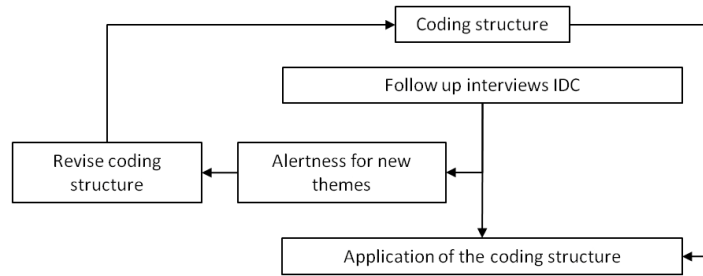 Coding structure
Follow up interviews IDC
Revise coding
structure
Alertness for new
themes
Application of the coding structure